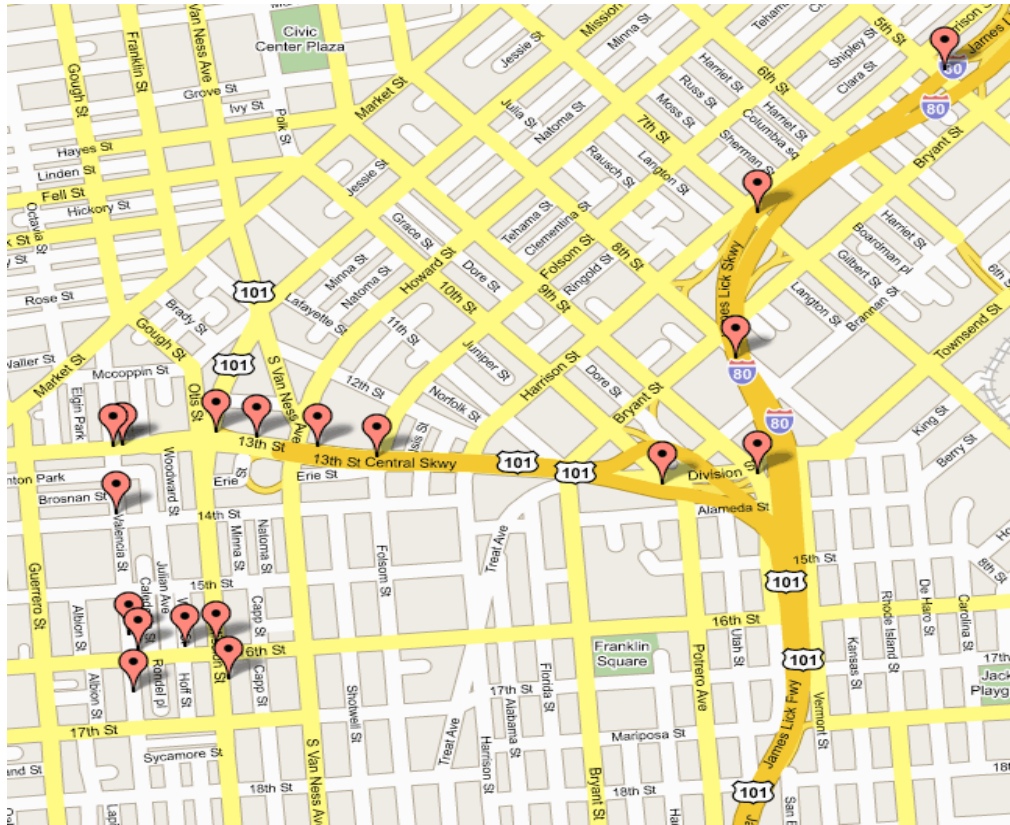 Civic
Center Plaza
S Van Ness Ave
Franklin St
Gough St
Grove St
Ivy St
Polk St
Hayes St
Linden St
Fell St
Hickory St
Octavia St
Rose St
Market St
Jessie St
Mission
Minna St
Julia St
Natoma St
Tehama St
Shipley St
Clara St
5th St
6th St
Harriet St
Russ St
Moss St
Columbia sq
Harriet St
Sherman St
7th St
Langton St
Rausch St
80
80
Bryant St
Harriet St
Boardman pl
Gilbert St
Brannan St
Langton St
Townsend St
Jessie St
Grace St
Minna St
Natoma St
Lafayette St
Howard St
Dore St
Tehama St
Clementina St
Folsom St
Ringold St
8th St
9th St
10th St
11th St
12th St
Juniper St
Norfolk St
Harrison St
Dore St
Bryant St
101
101
Brady St
Gough St
Waller St
Market St
Mccoppin St
Elgin Park
Otis St
S Van Ness Ave
80
80
13th St
13th St
Central Skwy
101
101
Division St
Alameda St
King St
Berry St
8th St
Brosnan St
Woodward St
Erie St
Erie St
14th St
Valencia St
Minna St
Natoma St
Guerrero St
Albion St
Julian Ave
15th St
Capp St
Folsom St
Treat Ave
15th St
101
16th St
Rhode Island St
De Haro St
Carolina St
Franklin
Square
Utah St
Kansas St
101
Albion St
Rondel pl
Hoff St
Capp St
17th St
Shotwell St
17th St
Alabama St
Florida St
Potrero Ave
Vermont St
James Lick Fwy
Mariposa St
Treat Ave
Harrison St
Bryant St
Sycamore St
18th St
S Van Ness Ave
18th St
101